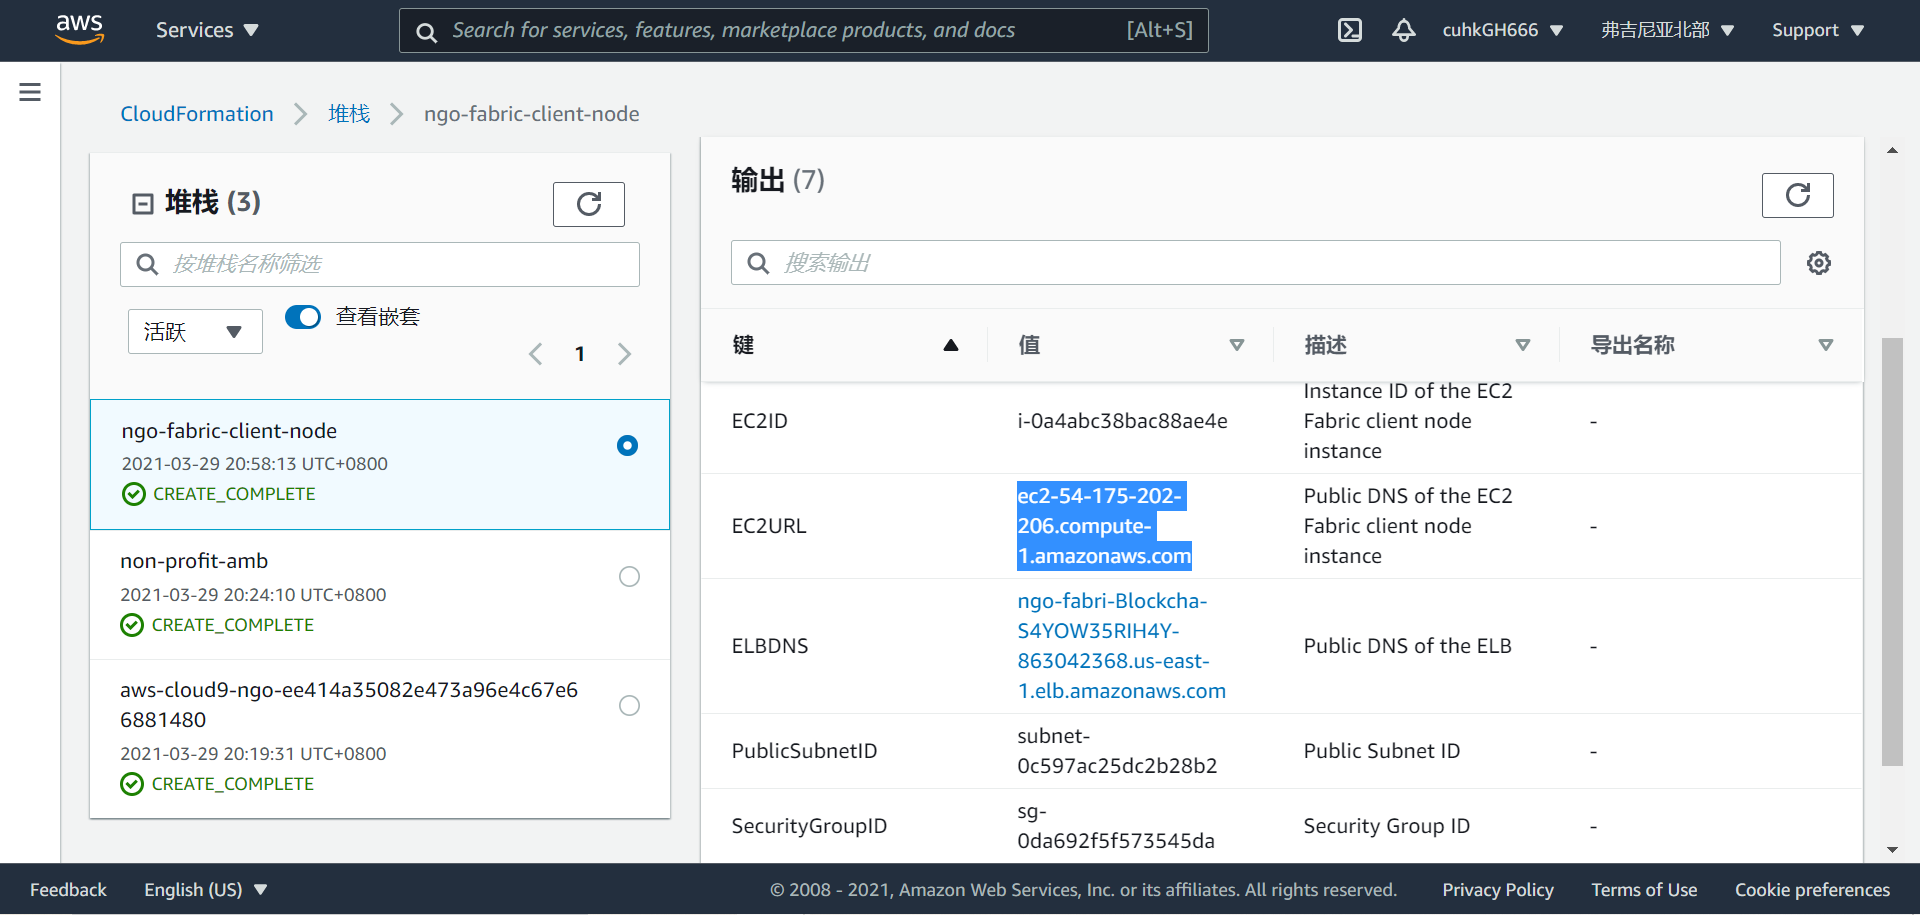 aws
Services
Search for services, features, marketplace products, and docs
[Alt+S]
cuhkGH666
弗吉尼亚北部
Support
CloudFormation
堆栈
ngo-fabric-client-node
堆栈 (3)
按堆栈名称筛选
活跃
查看嵌套
1
ngo-fabric-client-node
2021-03-29 20:58:13 UTC+0800
CREATE_COMPLETE
non-profit-amb
2021-03-29 20:24:10 UTC+0800
CREATE_COMPLETE
aws-cloud9-ngo-ee414a35082e473a96e4c67e6
6881480
2021-03-29 20:19:31 UTC+0800
CREATE_COMPLETE
输出 (7)
搜索输出
键
值
描述
导出名称
EC2ID
i-0a4abc38bac88ae4e
Instance ID of the EC2
Fabric client node
instance
-
EC2URL
ec2-54-175-202-
206.compute-
1.amazonaws.com
Public DNS of the EC2
Fabric client node
instance
-
ELBDNS
ngo-fabri-Blockcha-
S4YOW35RIH4Y-
863042368.us-east-
1.elb.amazonaws.com
Public DNS of the ELB
-
PublicSubnetID
subnet-
0c597ac25dc2b28b2
Public Subnet ID
-
SecurityGroupID
sg-
0da692f5f573545da
Security Group ID
-
Feedback
English (US)
© 2008 - 2021, Amazon Web Services, Inc. or its affiliates. All rights reserved.
Privacy Policy
Terms of Use
Cookie preferences